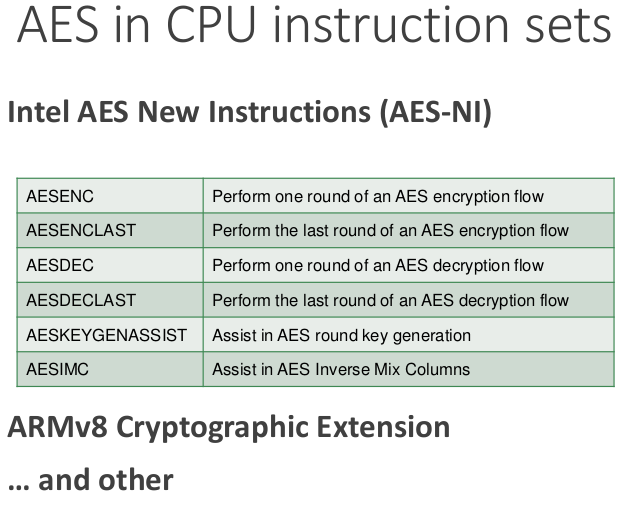 AES in CPU instruction sets
Intel AES New Instructions (AES-NI)
AESENC Perform one round of an AES encryption flow
AESENCLAST Perform the last round of an AES encryption flow
AESDEC Perform one round of an AES decryption flow
AESDECLAST Perform the last round of an AES decryption flow
AESKEYGENASSIST Assist in AES round key generation
AESIMC Assist in AES Inverse Mix Columns
ARMv8 Cryptographic Extension
… and other